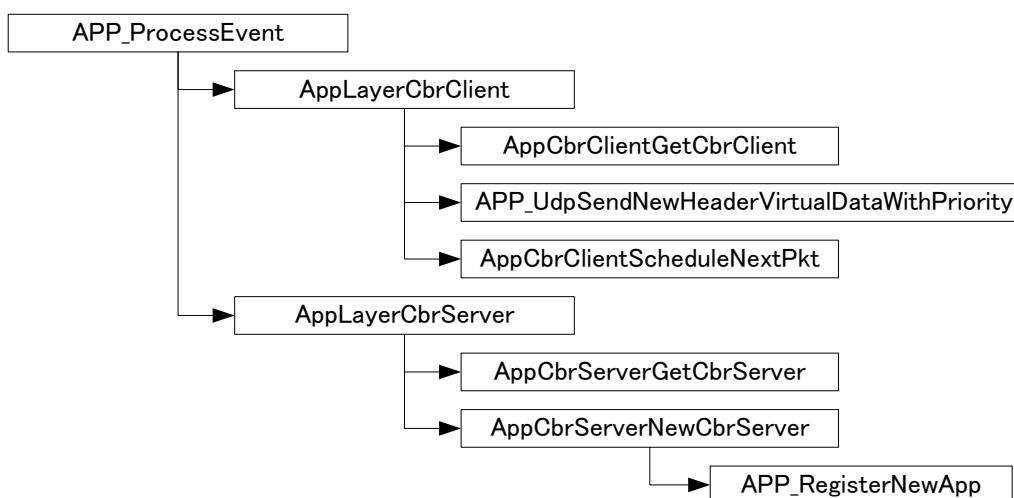 APP_ProcessEvent
AppLayerCbrClient
AppCbrClientGetCbrClient
APP_UdpSendNewHeaderVirtualDataWithPriority
AppCbrClientScheduleNextPkt
AppLayerCbrServer
AppCbrServerGetCbrServer
AppCbrServerNewCbrServer
APP_RegisterNewApp